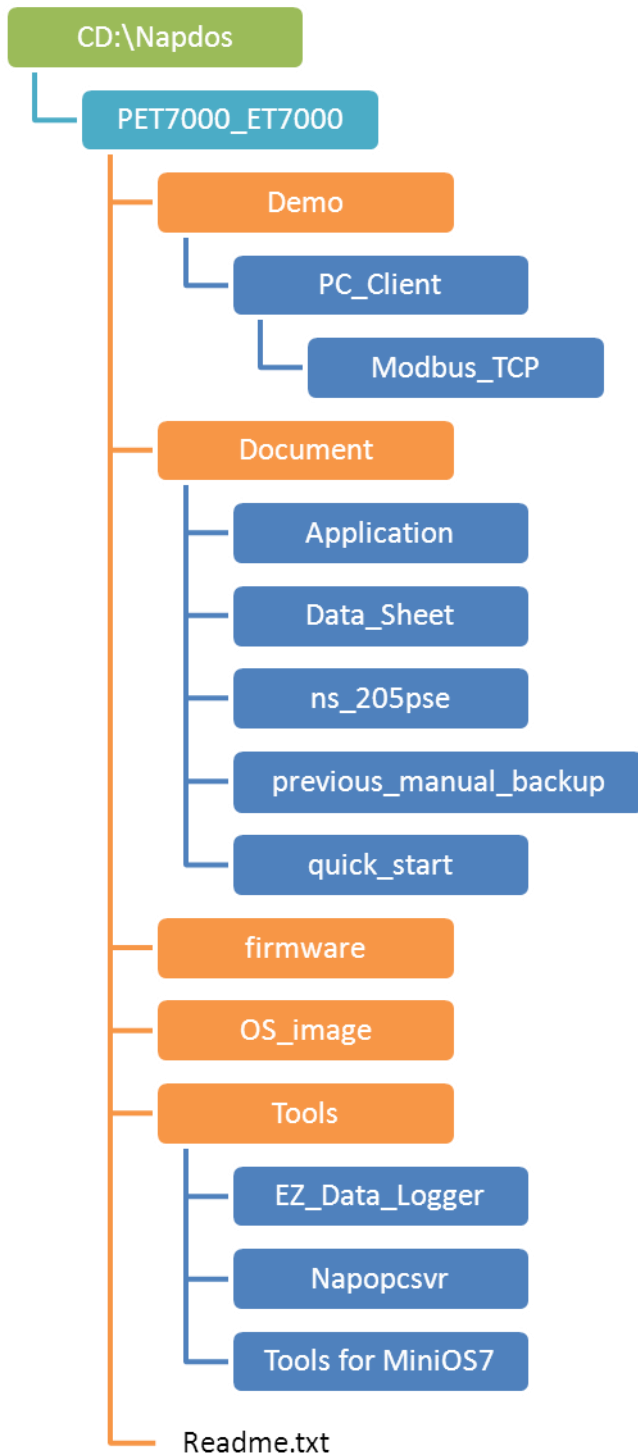 CD:\Napdos
PET7000_ET7000
Demo
PC_Client
Modbus_TCP
Document
Application
Data_Sheet
ns_205pse
previous_manual_backup
quick_start
firmware
OS_image
Tools
EZ_Data_Logger
Napopcsvr
Tools for MiniOS7
Readme.txt